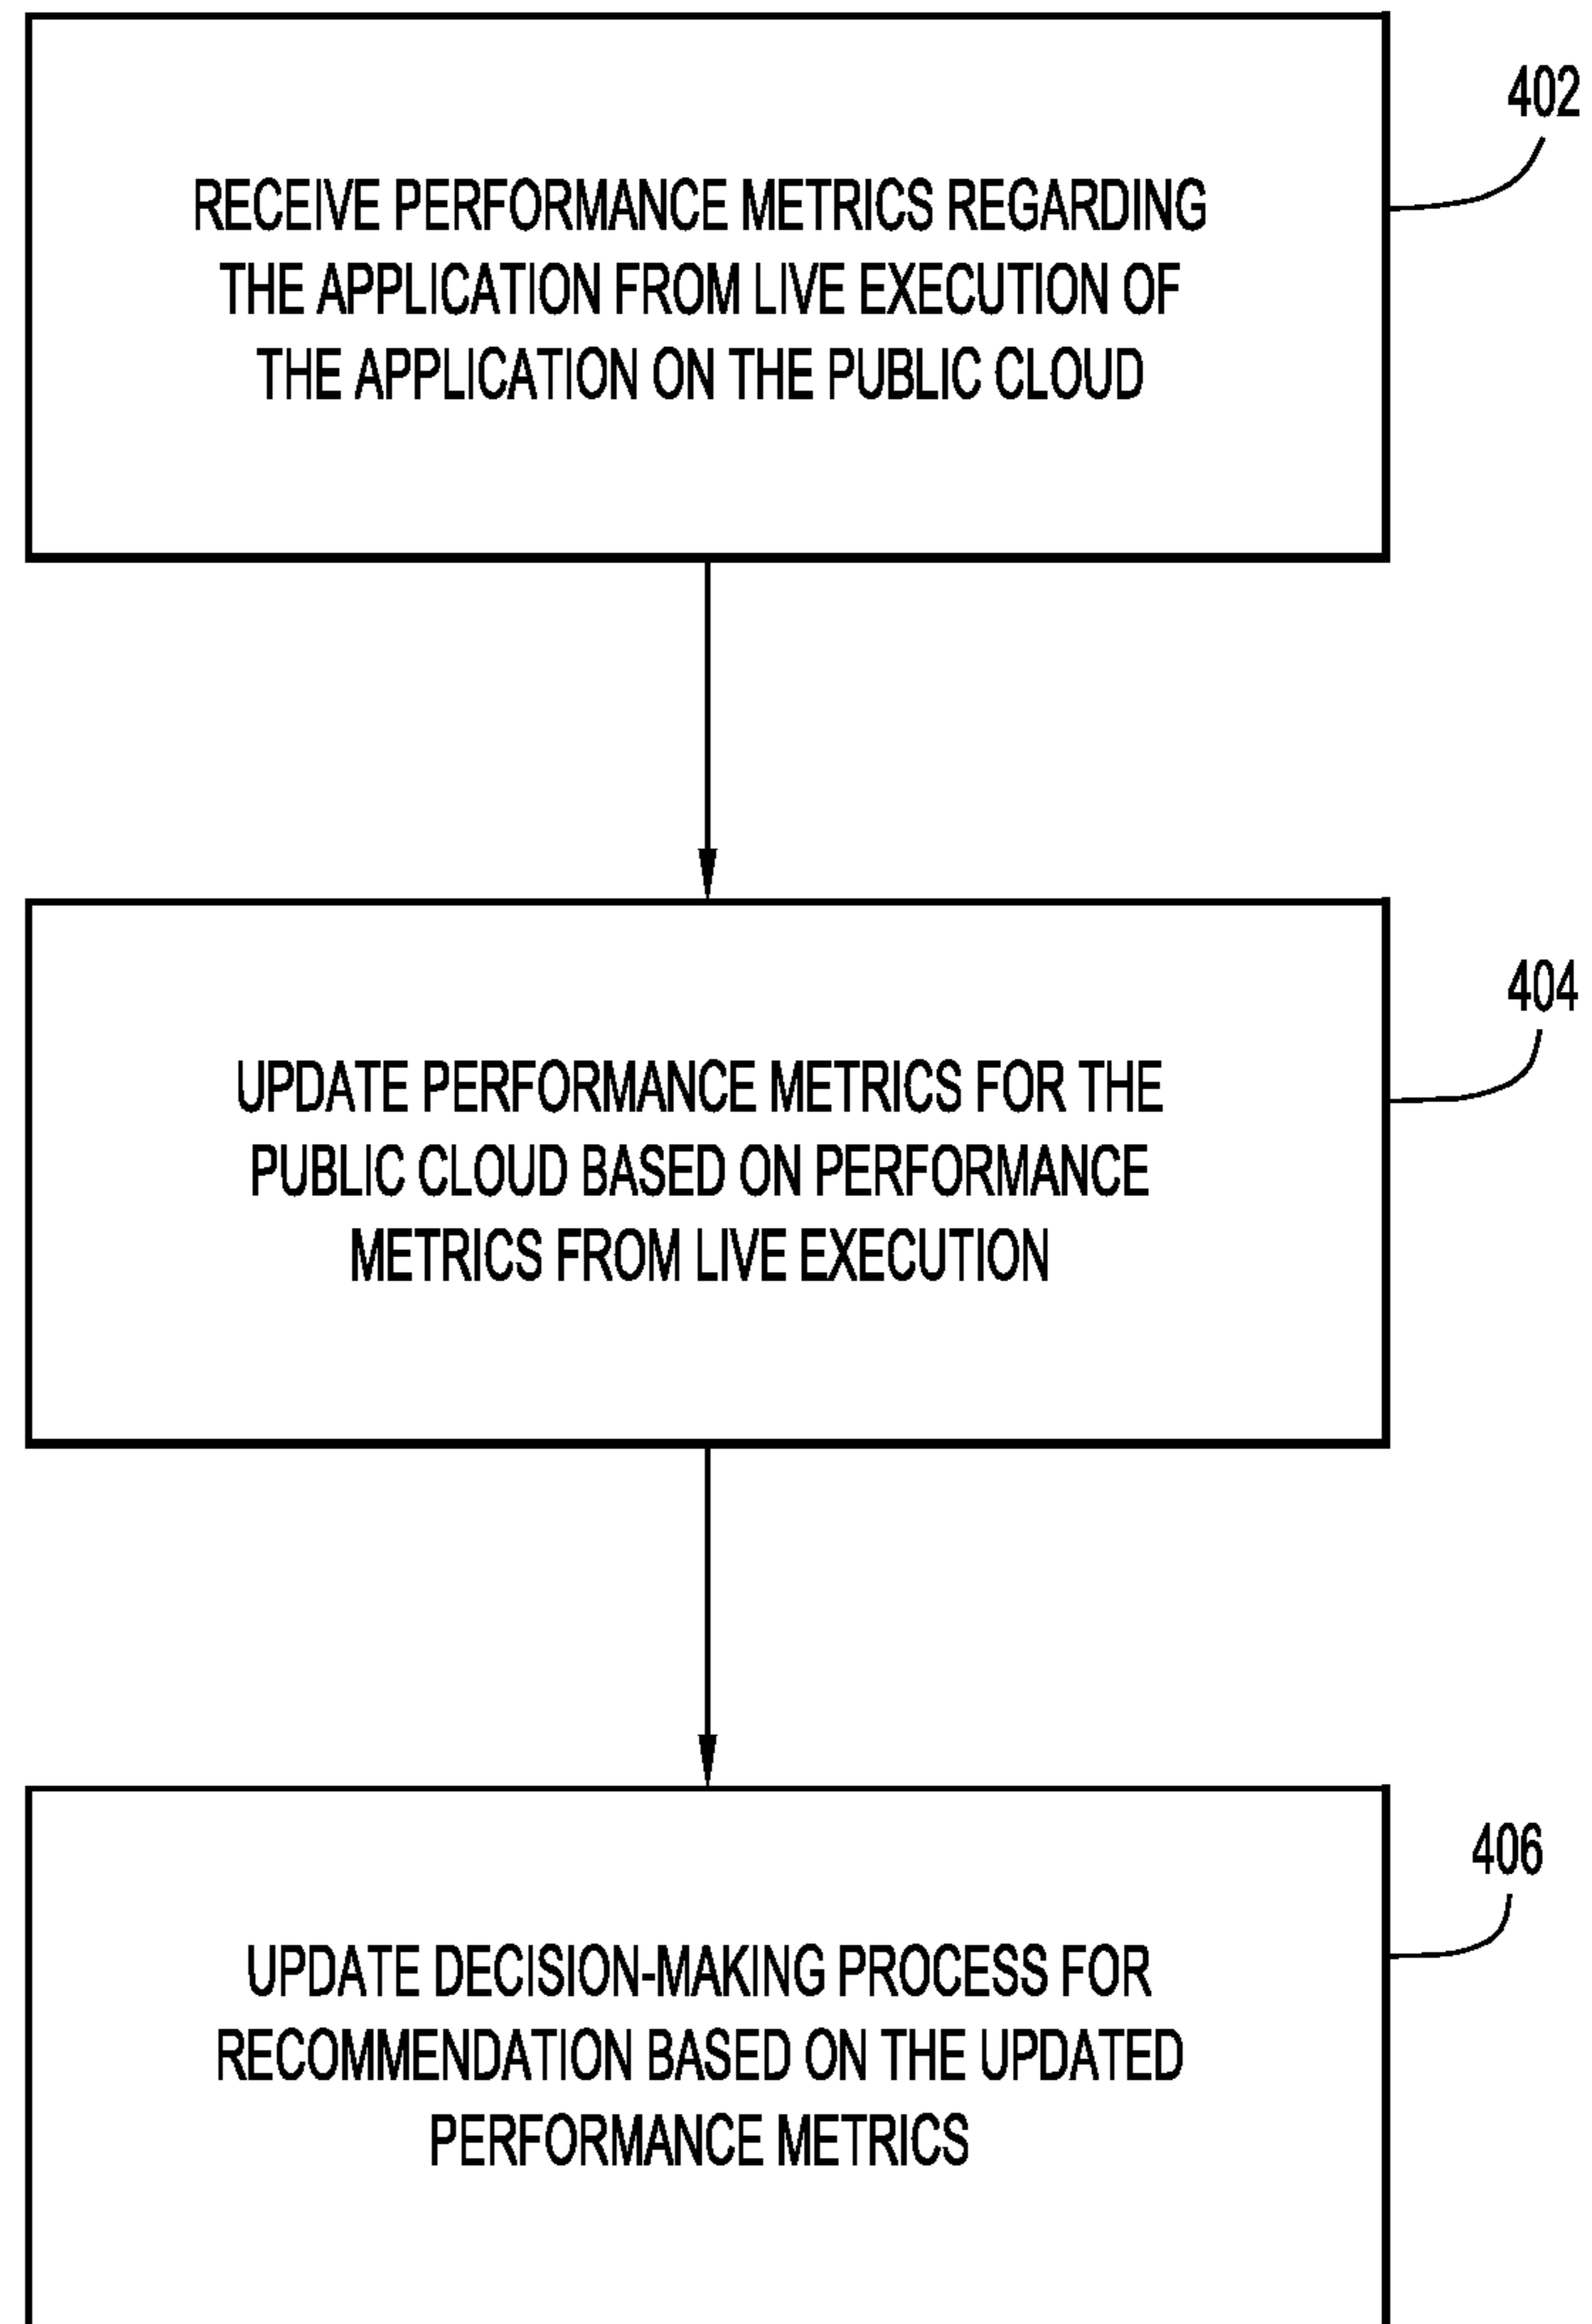 402
RECEIVE PERFORMANCE METRICS REGARDING
THE APPLICATION FROM LIVE EXECUTION OF
THE APPLICATION ON THE PUBLIC CLOUD
404
UPDATE PERFORMANCE METRICS FOR THE
PUBLIC CLOUD BASED ON PERFORMANCE
METRICS FROM LIVE EXECUTION
406
UPDATE DECISION-MAKING PROCESS FOR
RECOMMENDATION BASED ON THE UPDATED
PERFORMANCE METRICS